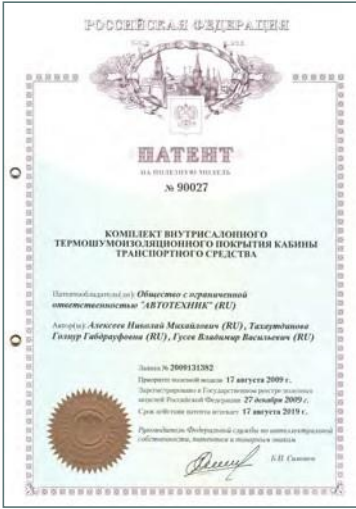 РОССИЙСКАЯ ФЕДЕРАЦИЯ
ПАТЕНТ
НА ПОЛЕЗНУЮ МОДЕЛЬ
№ 90027
КОМПЛЕКТ ВНУТРИСАЛОННОГО
ТЕРМОШУМОИЗОЛЯЦИОННОГО ПОКРЫТИЯ КАБИНЫ
ТРАНСПОРТНОГО СРЕДСТВА
Патентообладатель(ли): Общество с ограниченной
ответственностью "АВТОТЕХНИК" (RU)
Автор(ы): Алексеев Николай Михайлович (RU), Тахаутдинова
Голнур Габдрауфовна (RU), Гусев Владимир Васильевич (RU)
Заявка № 2009131382
Приоритет полезной модели 17 августа 2009 г.
Зарегистрировано в Государственном реестре полезных
моделей Российской Федерации 27 декабря 2009 г.
Срок действия патента истекает 17 августа 2019 г.
Руководитель Федеральной службы по интеллектуальной
собственности, патентам и товарным знакам
Б.П. Симонов